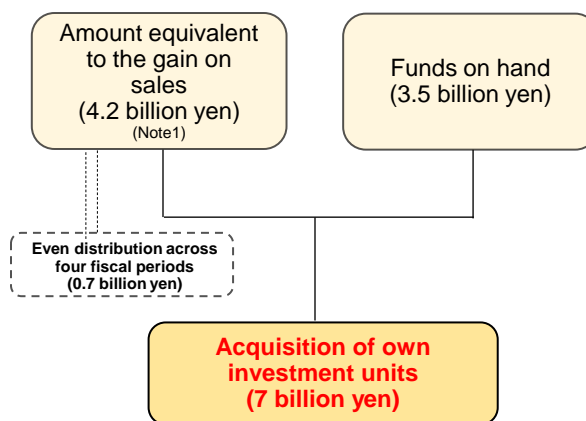 Amount equivalent
to the gain on
sales
(4.2 billion yen)
(Note1)
Funds on hand
(3.5 billion yen)
Even distribution across
four fiscal periods
(0.7 billion yen)
Acquisition of own
investment units
(7 billion yen)